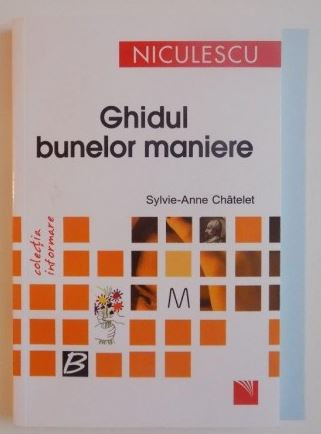 NICULESCU
Ghidul
bunelor maniere
Sylvie-Anne Châtelet
colecția
informare
M
B